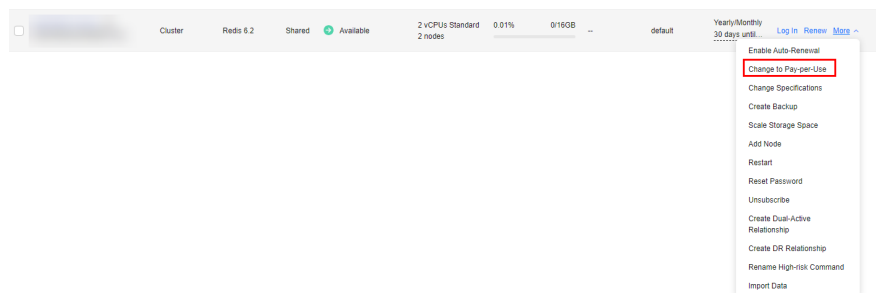 Cluster Redis 6.2 Shared Available 2 vCPUs Standard 0.01% 0/16GB -- default Yearly/Monthly Log In Renew More
2 nodes 30 days until...
Enable Auto-Renewal
Change to Pay-per-Use
Change Specifications
Create Backup
Scale Storage Space
Add Node
Restart
Reset Password
Unsubscribe
Create Dual-Active
Relationship
Create DR Relationship
Rename High-risk Command
Import Data